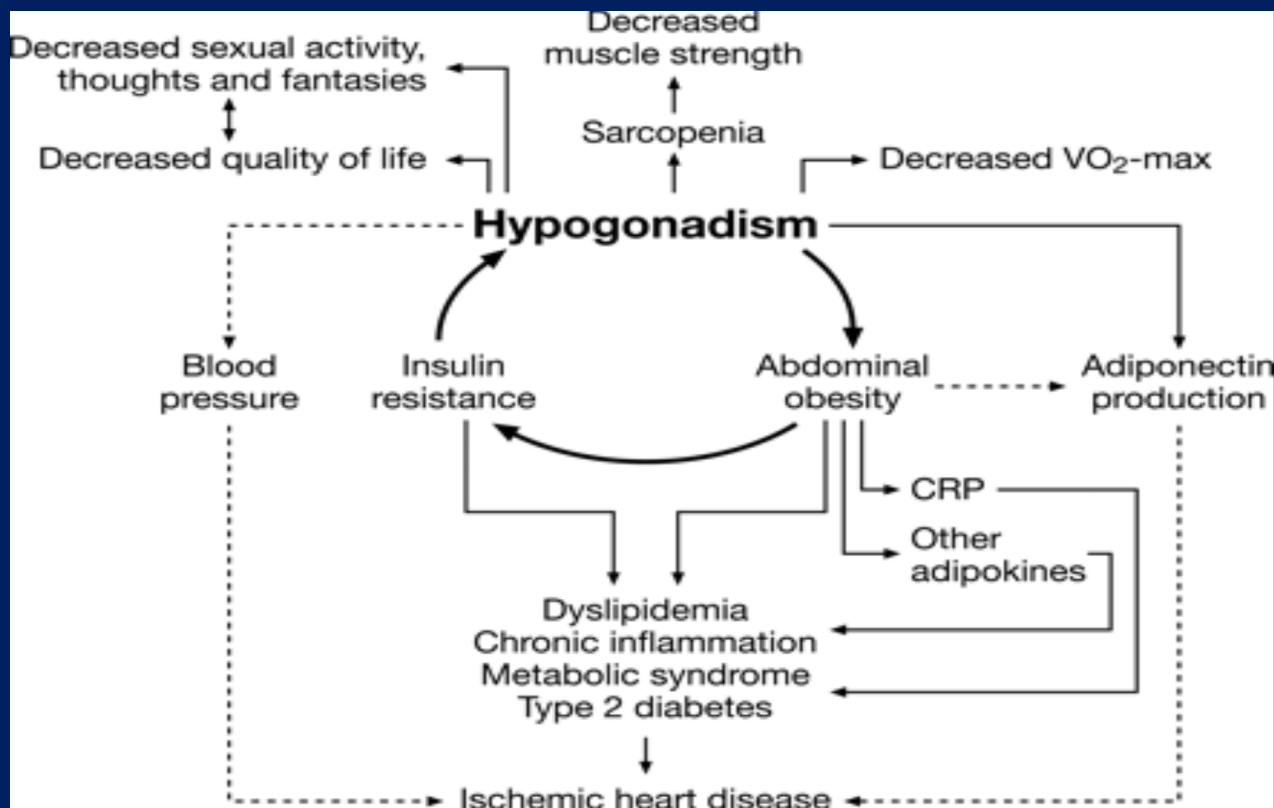 Decreased
muscle strength
Decreased sexual activity,
thoughts and fantasies
Sarcopenia
Decreased quality of life
Decreased VO₂-max
Hypogonadism
Blood
pressure
Insulin
resistance
Abdominal
obesity
Adiponectin
production
CRP
Other
adipokines
Dyslipidemia
Chronic inflammation
Metabolic syndrome
Type 2 diabetes
Ischemic heart disease